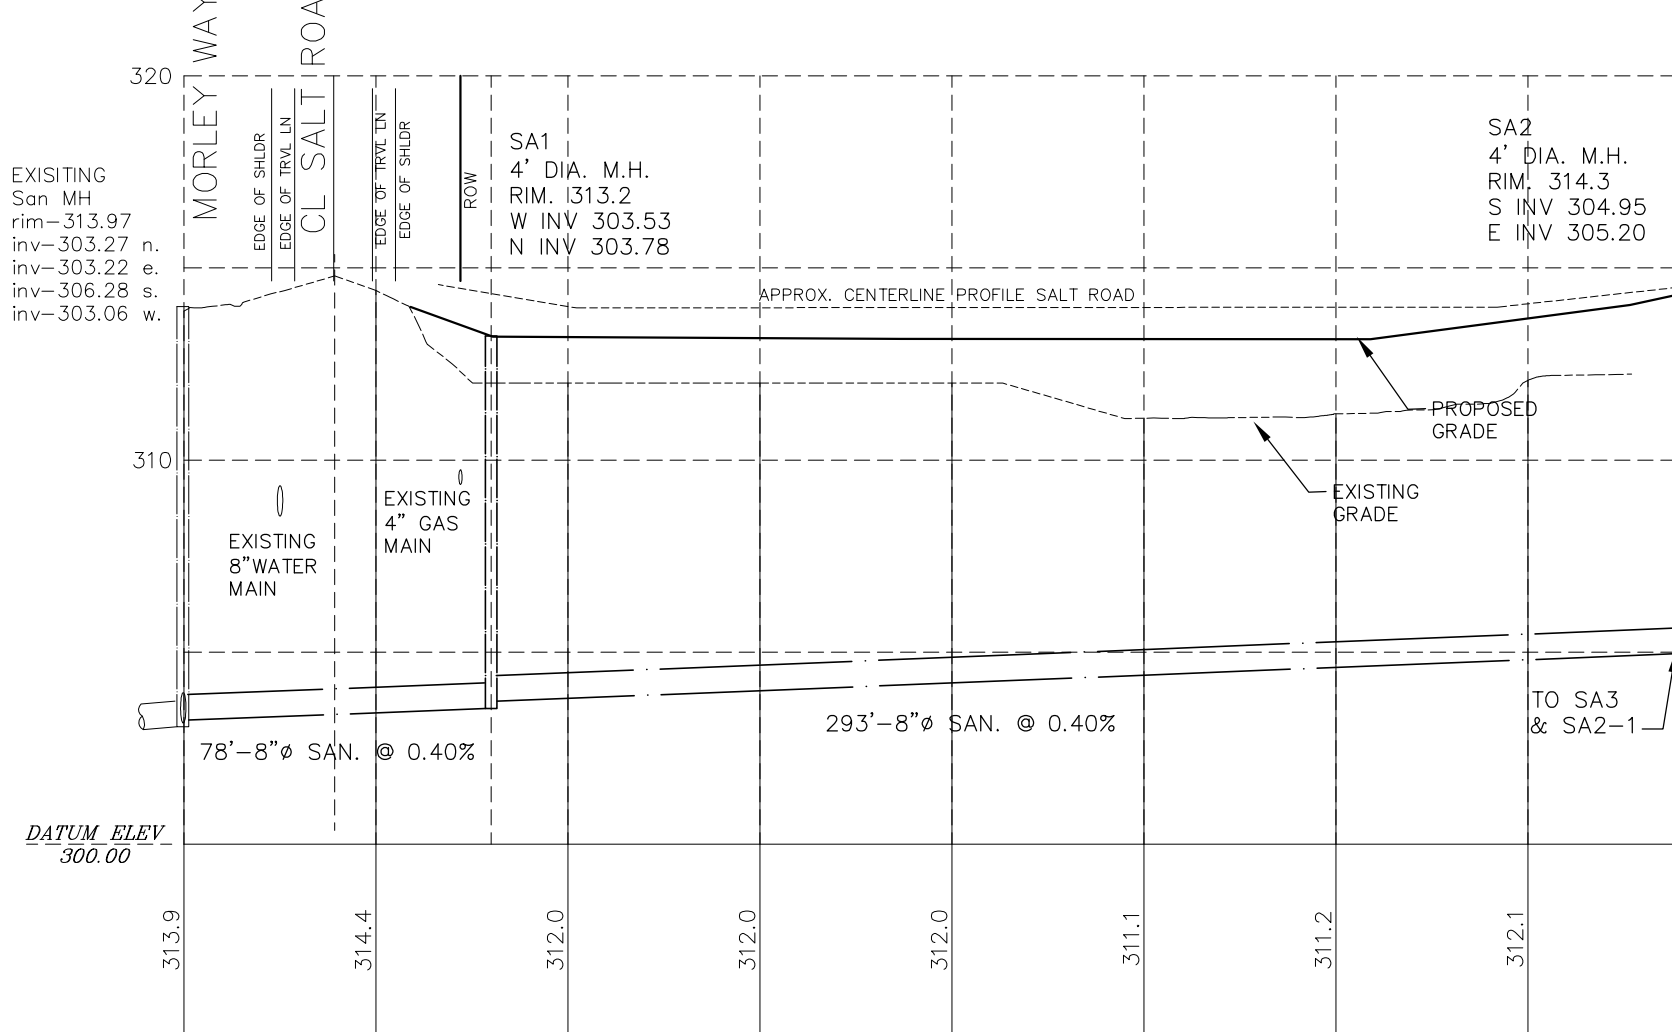 MORLEY WAY
CL SALT ROA
320
EDGE OF SHLDR
EDGE OF TRVL LN
EDGE OF TRVL LN
EDGE OF SHLDR
ROW
EXISITING
San MH
rim-313.97
inv-303.27 n.
inv-303.22 e.
inv-306.28 s.
inv-303.06 w.
SA1
4' DIA. M.H.
RIM. 313.2
W INV 303.53
N INV 303.78
SA2
4' DIA. M.H.
RIM. 314.3
S INV 304.95
E INV 305.20
APPROX. CENTERLINE PROFILE SALT ROAD
PROPOSED
GRADE
310
EXISTING
GRADE
EXISTING
4" GAS
MAIN
EXISTING
8"WATER
MAIN
TO SA3
& SA2-1
293'-8"ø SAN. @ 0.40%
78'-8"ø SAN. @ 0.40%
DATUM ELEV
300.00
313.9
314.4
312.0
312.0
312.0
311.1
311.2
312.1